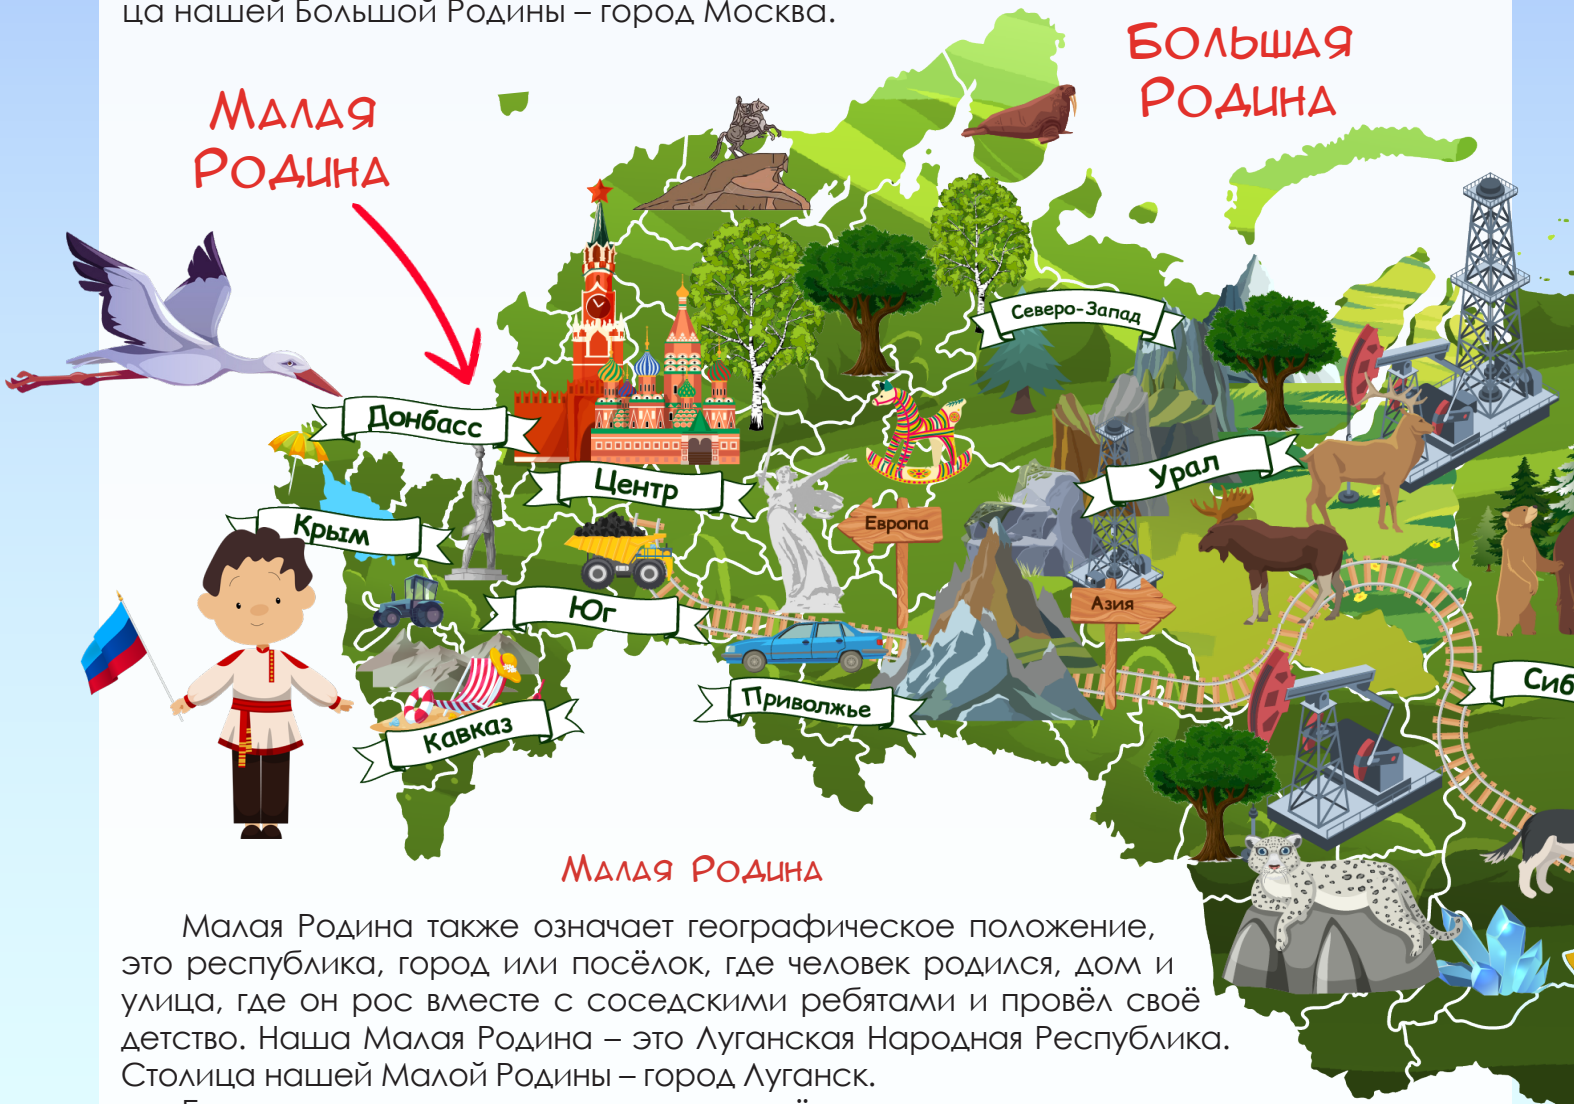 ца нашей Большой Родины – город Москва.
Большая
Родина
Малая
Родина
Северо-Запад
Донбасс
Центр
Урал
Крым
Европа
Юг
Азия
Сиб
Приволжье
Кавказ
Малая Родина
Малая Родина также означает географическое положение,
это республика, город или посёлок, где человек родился, дом и
улица, где он рос вместе с соседскими ребятами и провёл своё
детство. Наша Малая Родина – это Луганская Народная Республика.
Столица нашей Малой Родины – город Луганск.